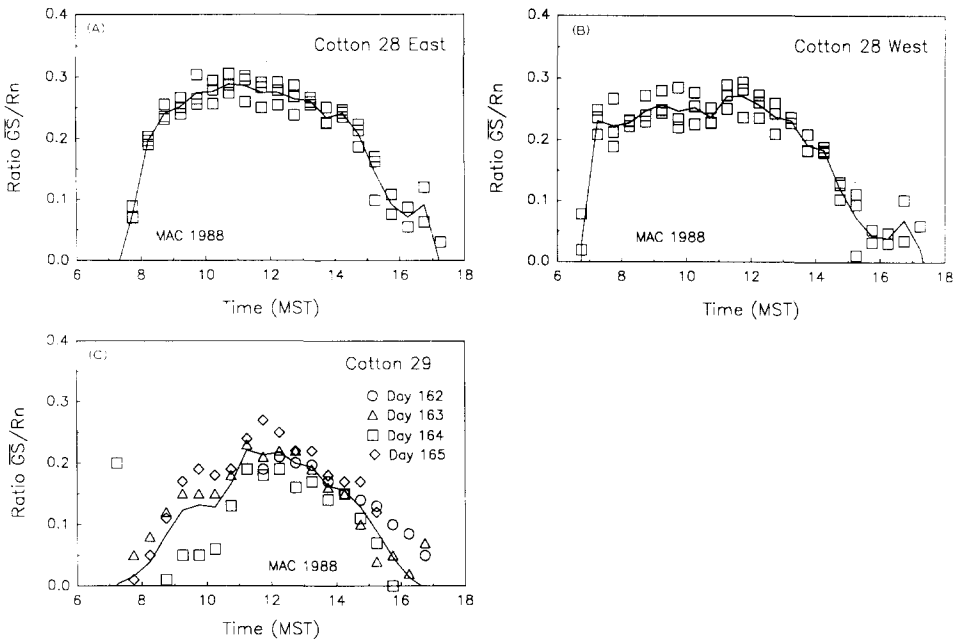 (A)
Cotton 28 East
Ratio GS/Rn
0.4
0.3
0.2
0.1
0.0
MAC 1988
6 8 10 12 14 16 18
Time (MST)
(B)
Cotton 28 West
Ratio GS/Rn
0.4
0.3
0.2
0.1
0.0
MAC 1988
6 8 10 12 14 16 18
Time (MST)
(C)
Cotton 29
Day 162
Day 163
Day 164
Day 165
Ratio GS/Rn
0.4
0.3
0.2
0.1
0.0
MAC 1988
6 8 10 12 14 16 18
Time (MST)